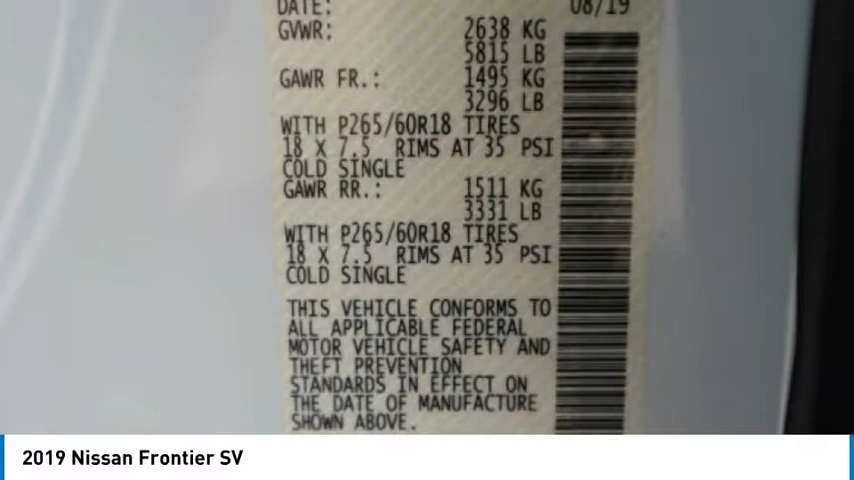 DATE: 08/19
GVWR: 2638 KG
5815 LB
GAWR FR.: 1495 KG
3296 LB
WITH P265/60R18 TIRES
18 X 7.5 RIMS AT 35 PSI
COLD SINGLE
GAWR RR.: 1511 KG
3331 LB
WITH P265/60R18 TIRES
18 X 7.5 RIMS AT 35 PSI
COLD SINGLE
THIS VEHICLE CONFORMS TO
ALL APPLICABLE FEDERAL
MOTOR VEHICLE SAFETY AND
THEFT PREVENTION
STANDARDS IN EFFECT ON
THE DATE OF MANUFACTURE
SHOWN ABOVE.
2019 Nissan Frontier SV